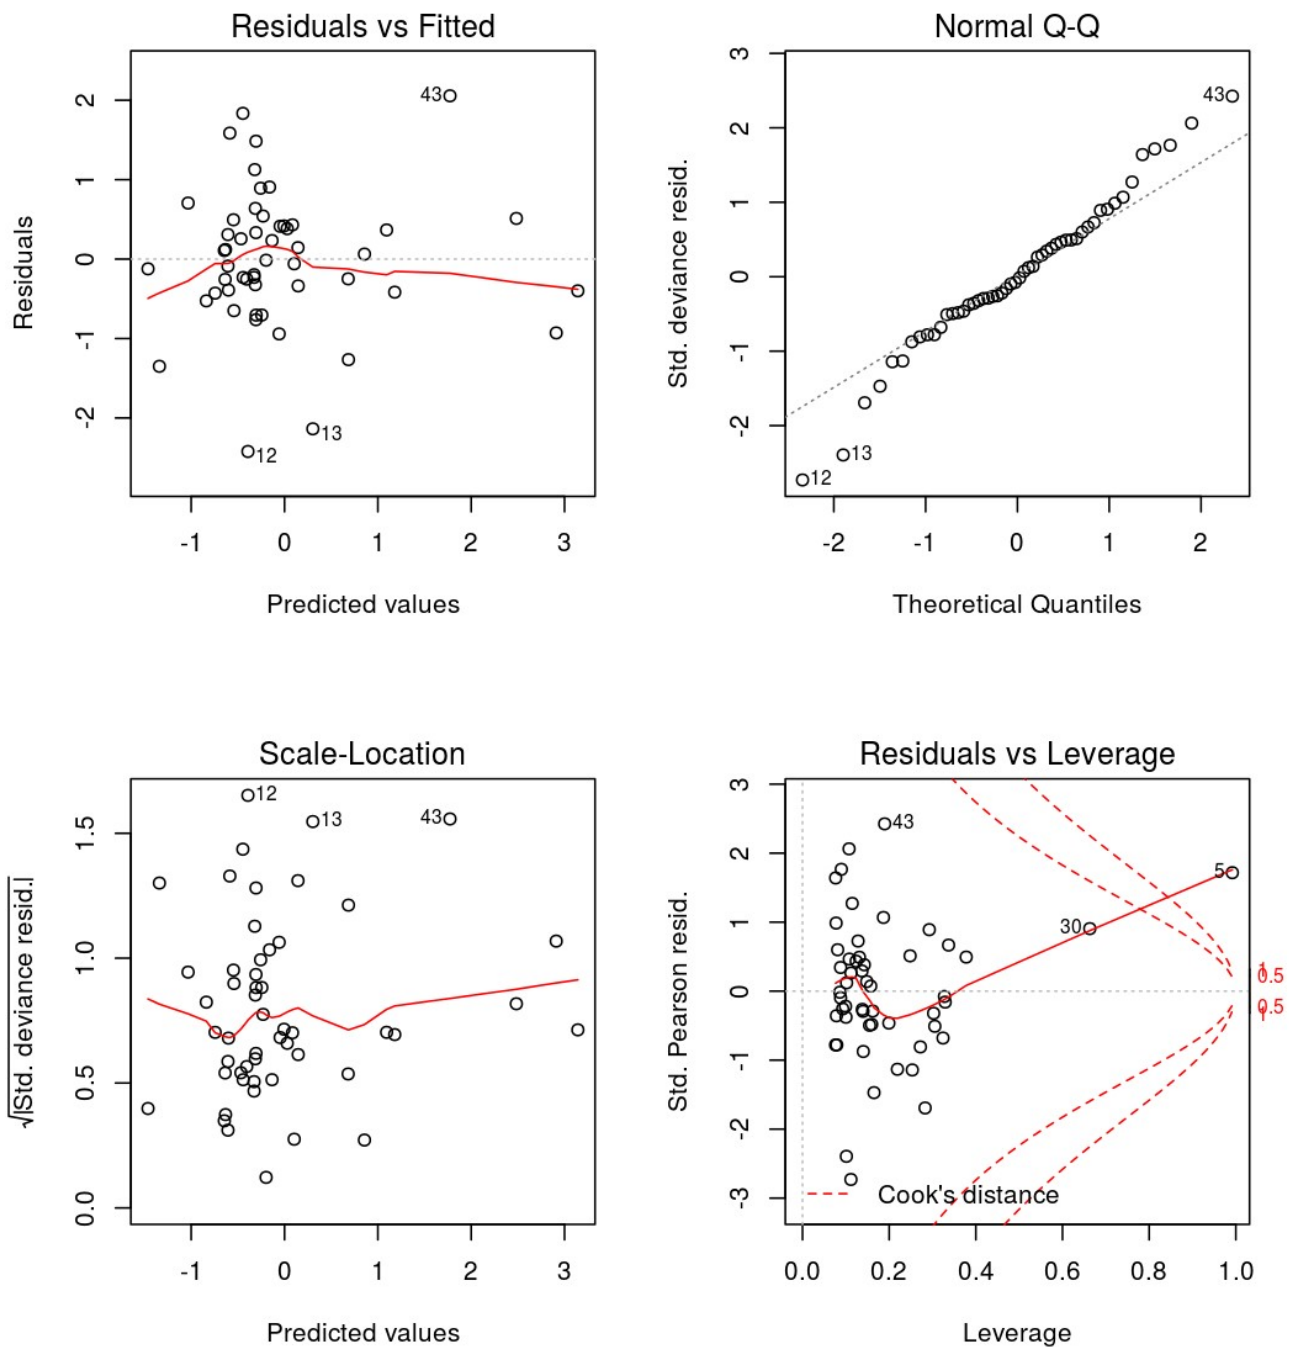 Residuals vs Fitted
Residuals
2
1
0
-1
-2
43
13
12
-1 0 1 2 3
Predicted values
Normal Q-Q
Std. deviance resid.
3
2
1
0
-1
-2
43
13
12
-2 -1 0 1 2
Theoretical Quantiles
Scale-Location
√|Std. deviance resid.|
1.5
1.0
0.5
0.0
12
13
43
-1 0 1 2 3
Predicted values
Residuals vs Leverage
Std. Pearson resid.
3
2
1
0
-1
-2
-3
43
5
30
1
0.5
0.5
1
Cook's distance
0.0 0.2 0.4 0.6 0.8 1.0
Leverage